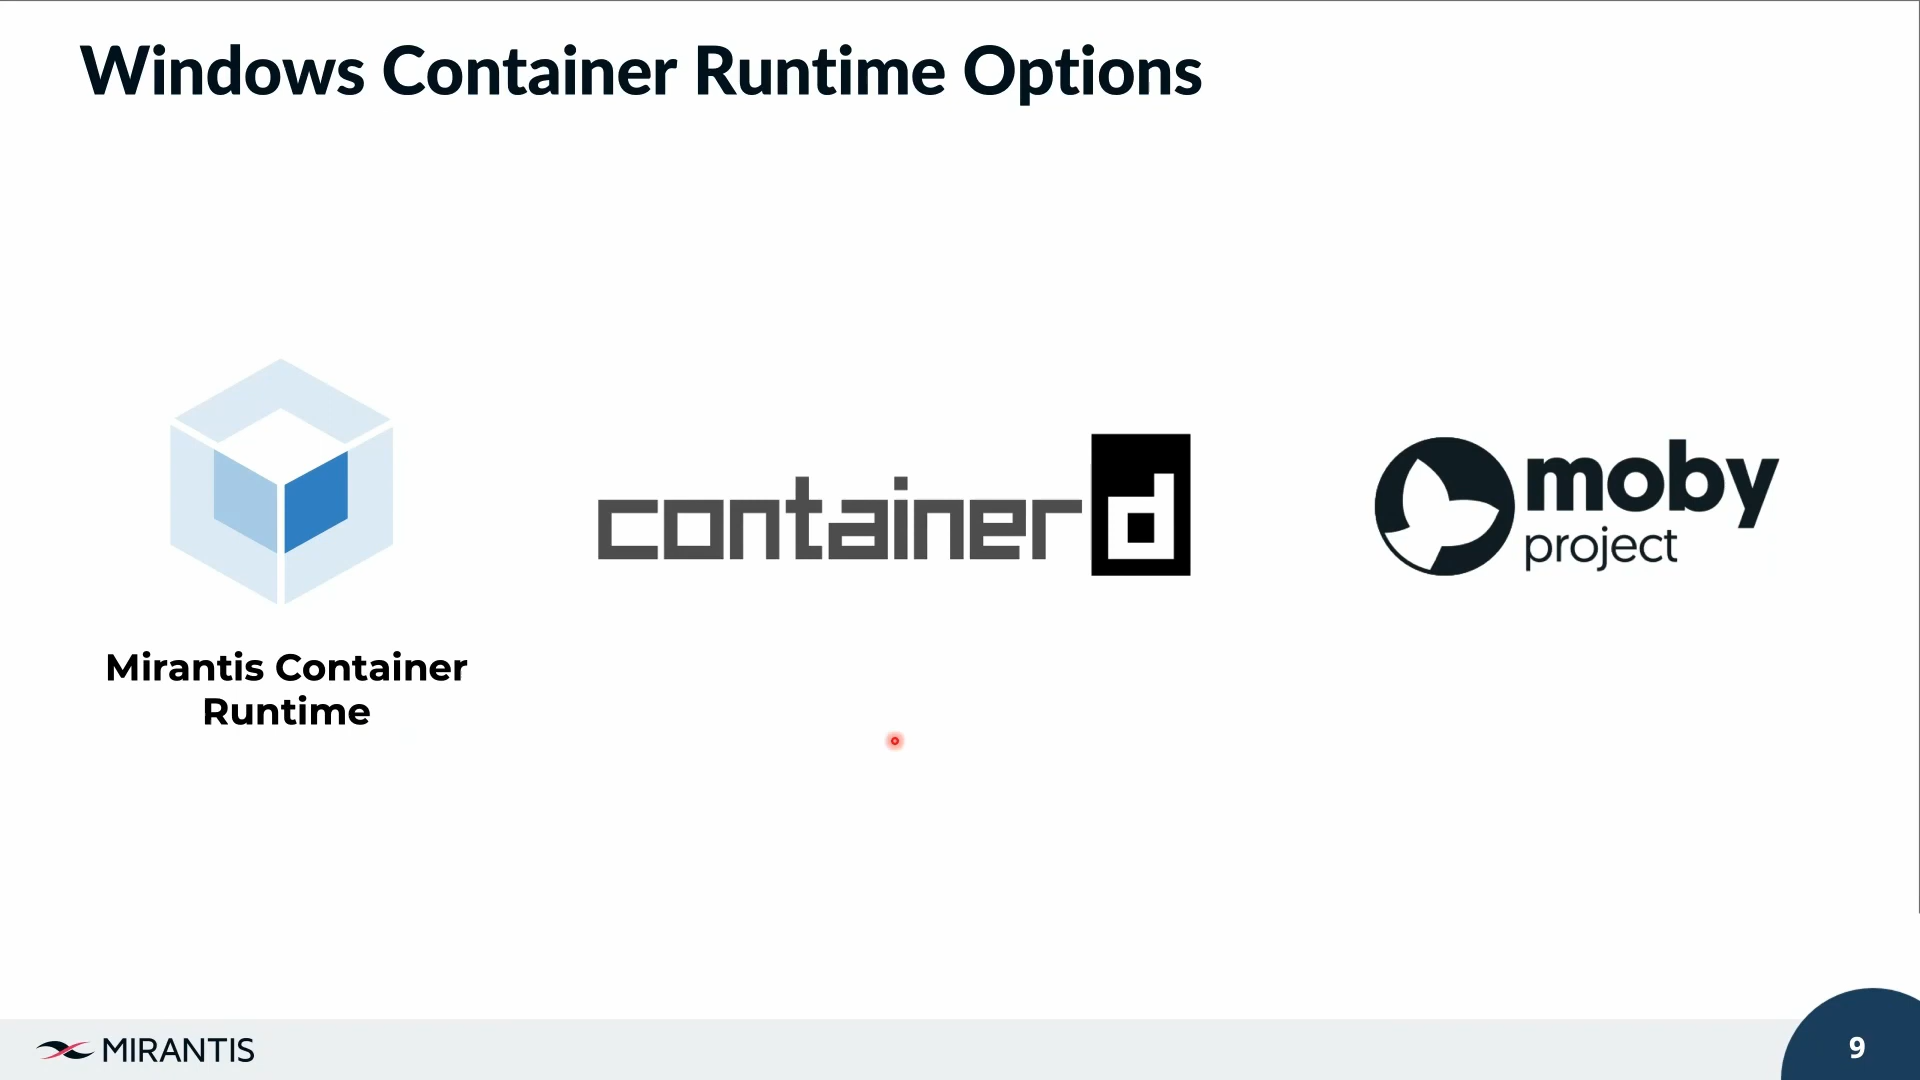 Windows Container Runtime Options
Mirantis Container
Runtime
containerd
moby
project
MIRANTIS
9